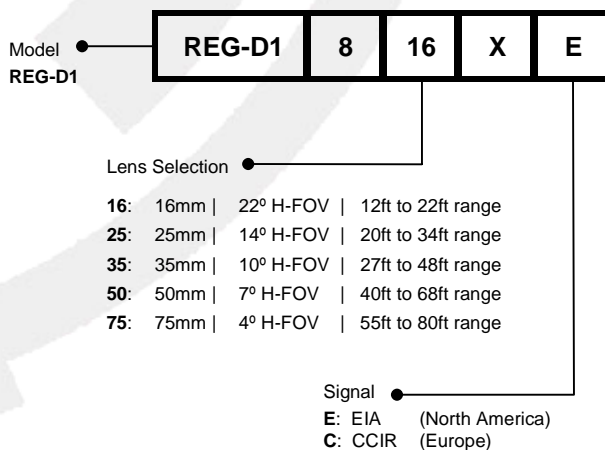 Model REG-D1 8 16 X E
REG-D1
Lens Selection
16: 16mm | 22º H-FOV | 12ft to 22ft range
25: 25mm | 14º H-FOV | 20ft to 34ft range
35: 35mm | 10º H-FOV | 27ft to 48ft range
50: 50mm | 7º H-FOV | 40ft to 68ft range
75: 75mm | 4º H-FOV | 55ft to 80ft range
Signal
E: EIA (North America)
C: CCIR (Europe)